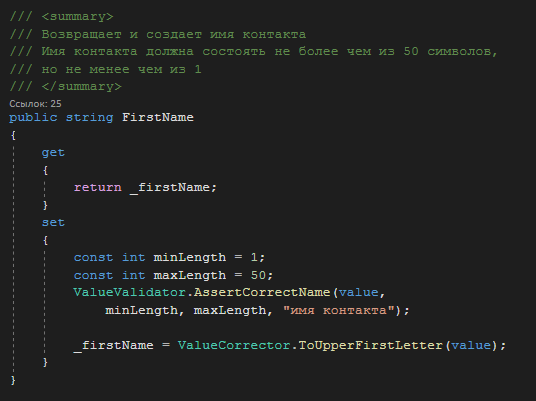 /// <summary>
/// Возвращает и создает имя контакта
/// Имя контакта должна состоять не более чем из 50 символов,
/// но не менее чем из 1
/// </summary>
Ссылок: 25
public string FirstName
{
get
{
return _firstName;
}
set
{
const int minLength = 1;
const int maxLength = 50;
ValueValidator.AssertCorrectName(value,
minLength, maxLength, "имя контакта");
_firstName = ValueCorrector.ToUpperFirstLetter(value);
}
}